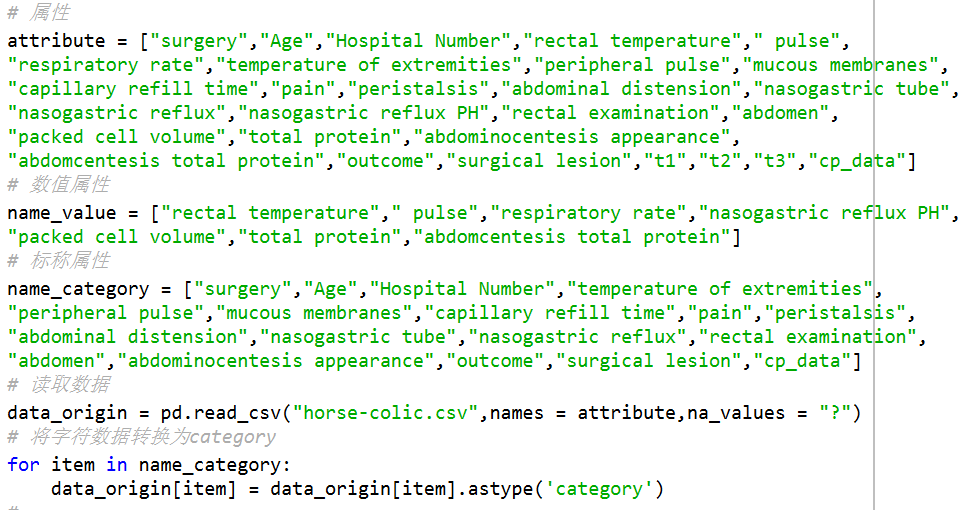 # 属性
attribute = ["surgery","Age","Hospital Number","rectal temperature"," pulse",
"respiratory rate","temperature of extremities","peripheral pulse","mucous membranes",
"capillary refill time","pain","peristalsis","abdominal distension","nasogastric tube",
"nasogastric reflux","nasogastric reflux PH","rectal examination","abdomen",
"packed cell volume","total protein","abdominocentesis appearance",
"abdomcentesis total protein","outcome","surgical lesion","t1","t2","t3","cp_data"]
# 数值属性
name_value = ["rectal temperature"," pulse","respiratory rate","nasogastric reflux PH",
"packed cell volume","total protein","abdomcentesis total protein"]
# 标称属性
name_category = ["surgery","Age","Hospital Number","temperature of extremities",
"peripheral pulse","mucous membranes","capillary refill time","pain","peristalsis",
"abdominal distension","nasogastric tube","nasogastric reflux","rectal examination",
"abdomen","abdominocentesis appearance","outcome","surgical lesion","cp_data"]
# 读取数据
data_origin = pd.read_csv("horse-colic.csv",names = attribute,na_values = "?")
# 将字符数据转换为category
for item in name_category:
    data_origin[item] = data_origin[item].astype('category')
#